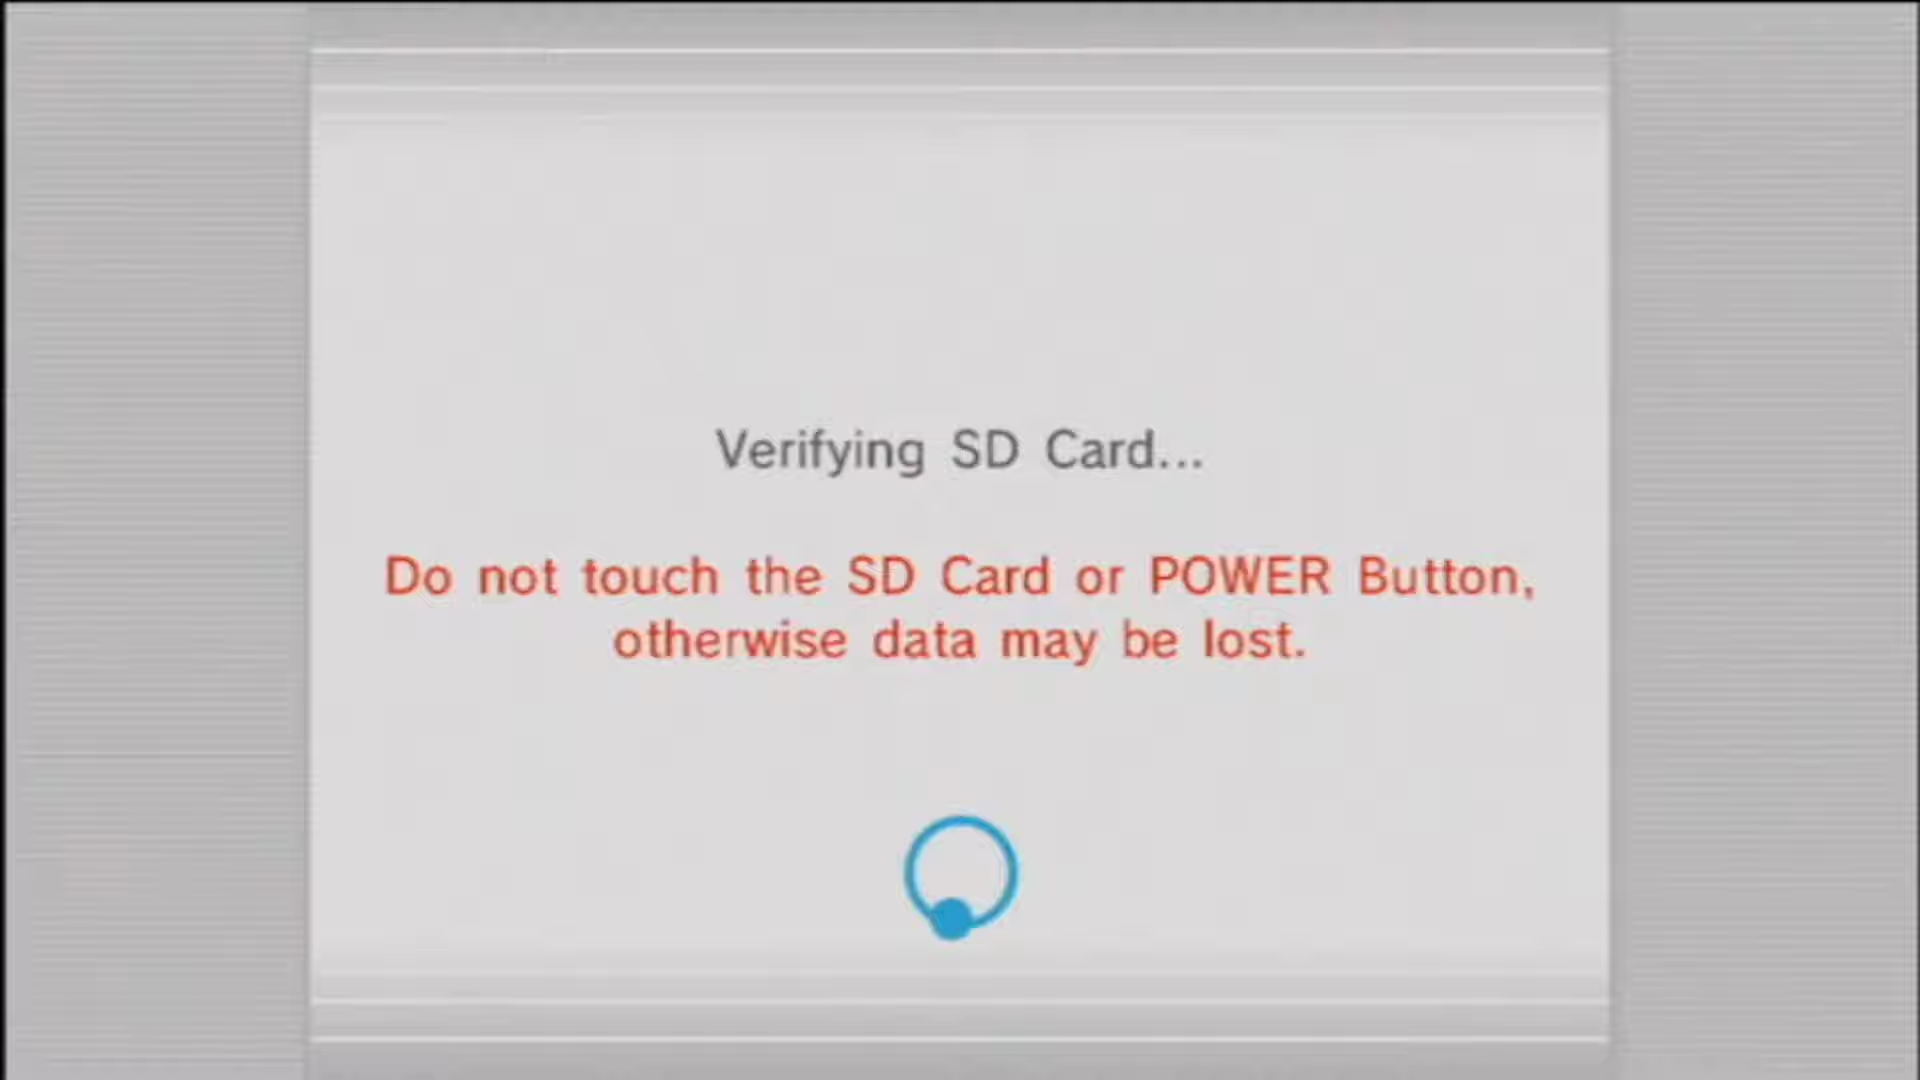 Verifying SD Card...
Do not touch the SD Card or POWER Button,
otherwise data may be lost.